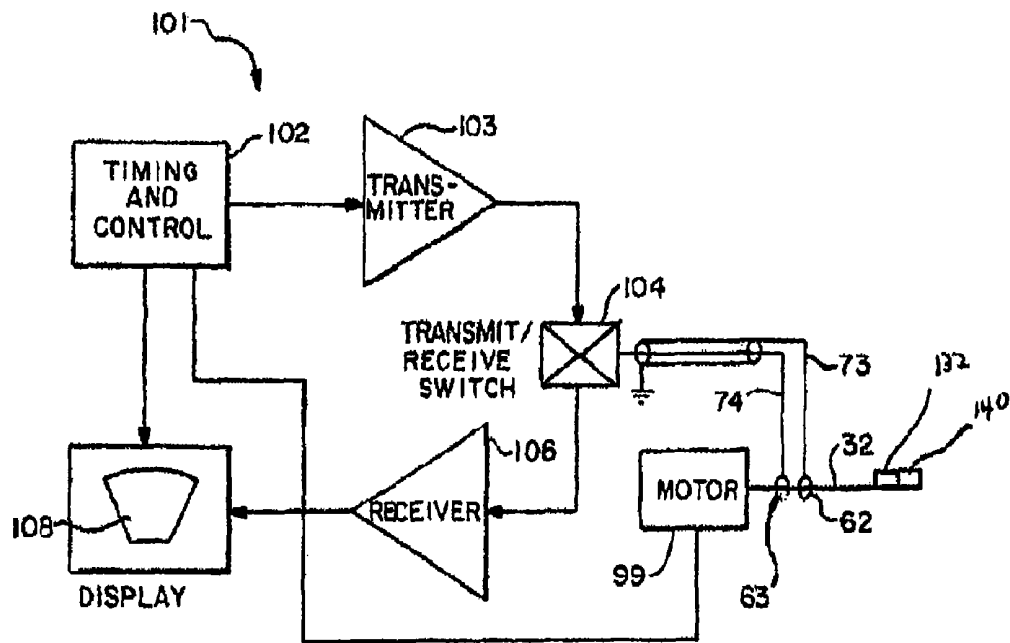 101
102
TIMING
AND
CONTROL
103
TRANS-
MITTER
104
TRANSMIT/
RECEIVE
SWITCH
73
74
132
140
32
106
RECEIVER
MOTOR
62
63
99
108
DISPLAY